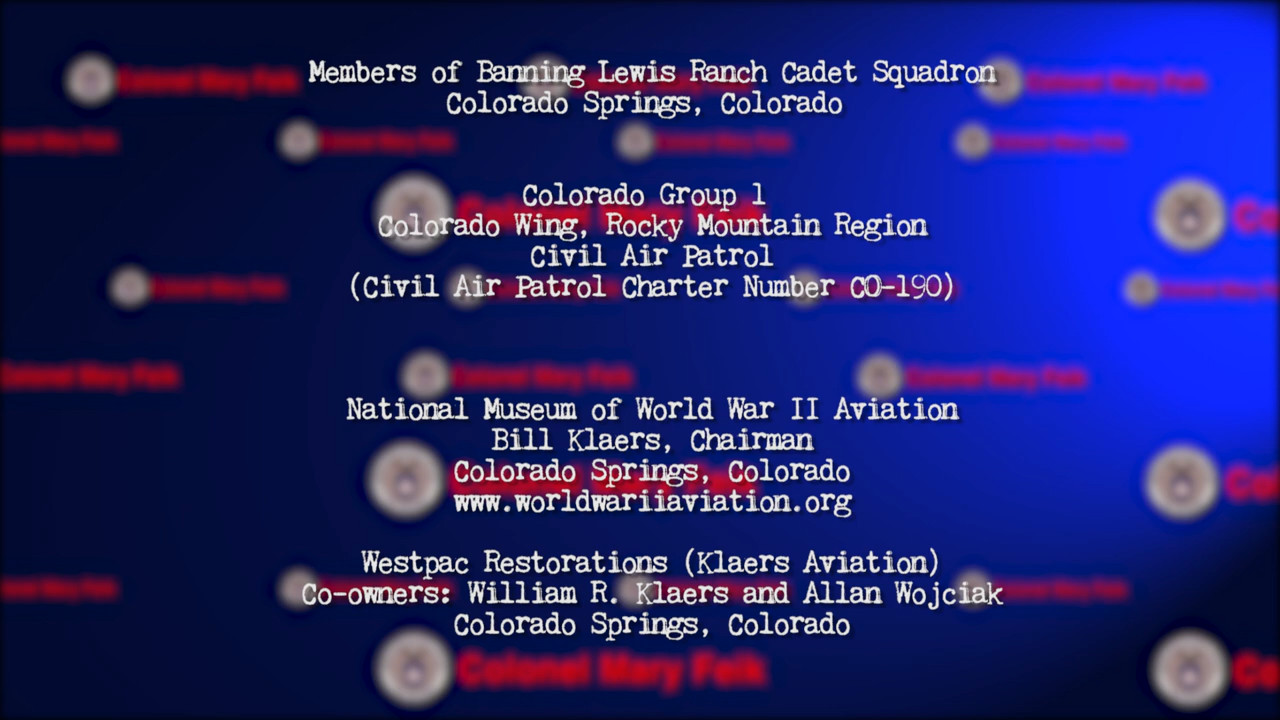 Members of Banning Lewis Ranch Cadet Squadron
Colorado Springs, Colorado
Colorado Group 1
Colorado Wing, Rocky Mountain Region
Civil Air Patrol
(Civil Air Patrol Charter Number CO-190)
National Museum of World War II Aviation
Bill Klaers, Chairman
Colorado Springs, Colorado
www.worldwariiaviation.org
Westpac Restorations (Klaers Aviation)
Co-owners: William R. Klaers and Allan Wojciak
Colorado Springs, Colorado
Colonel Mary Feik